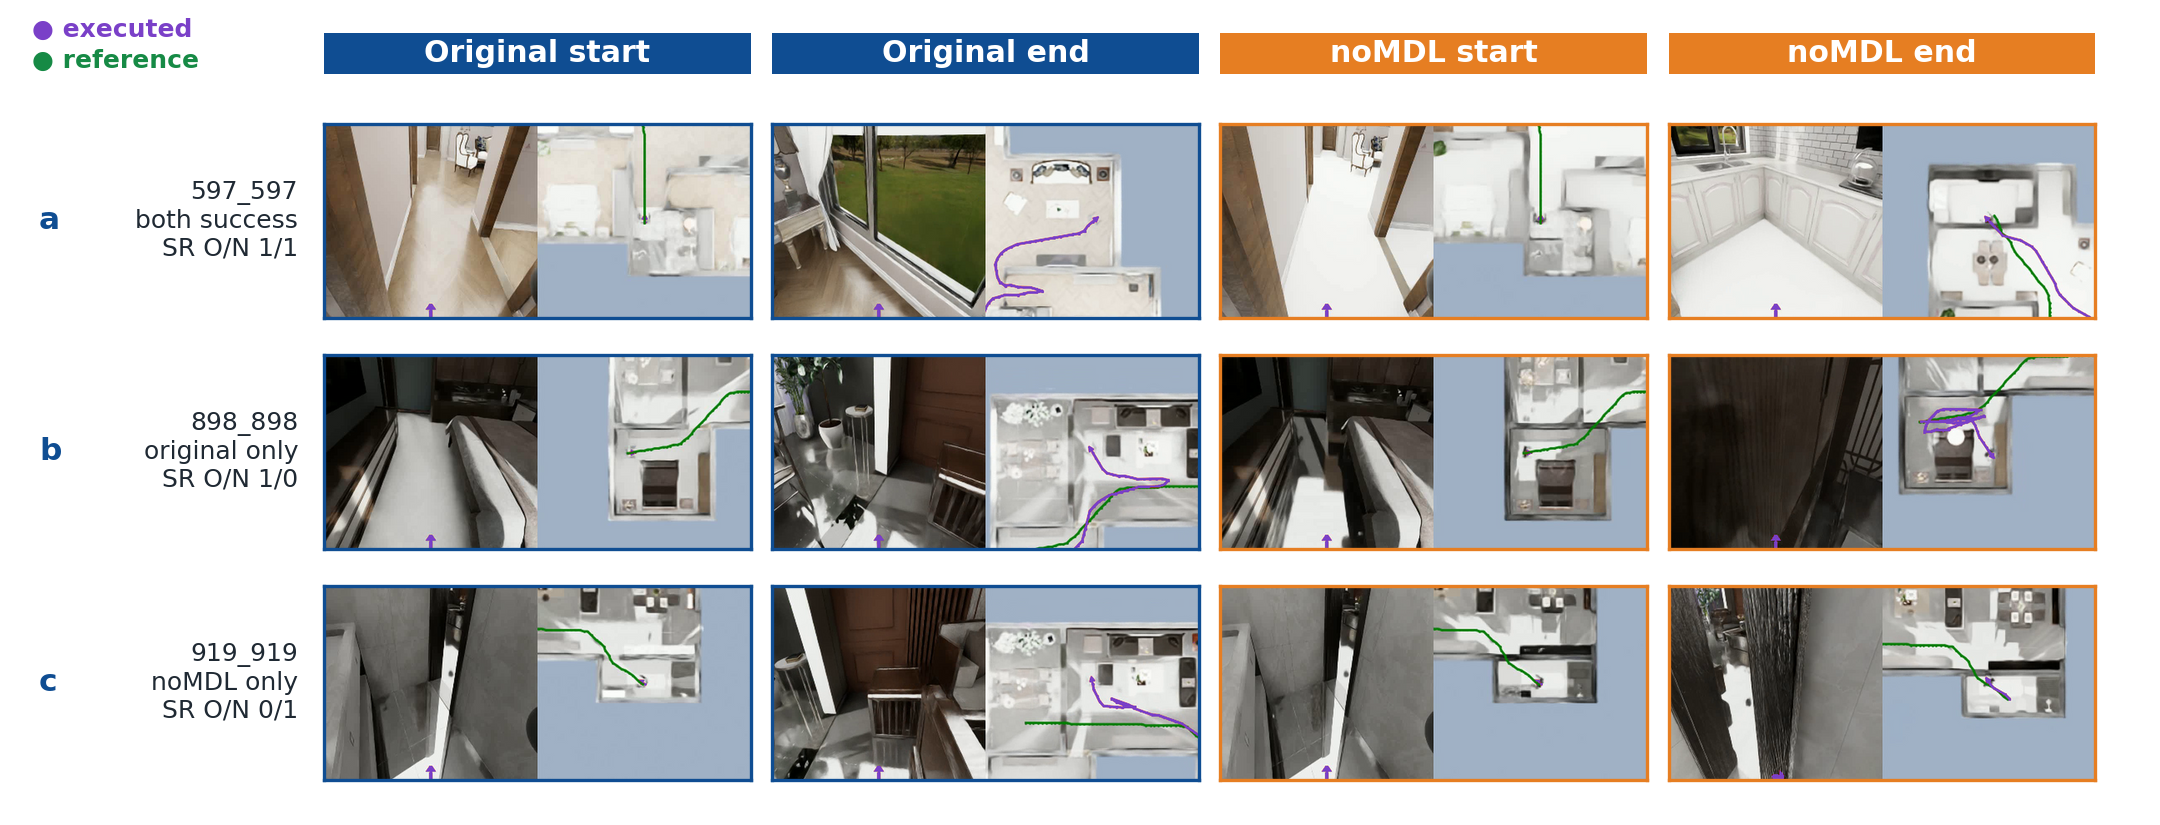 ● executed
● reference
Original start
Original end
noMDL start
noMDL end
a
597_597
both success
SR O/N 1/1
b
898_898
original only
SR O/N 1/0
c
919_919
noMDL only
SR O/N 0/1